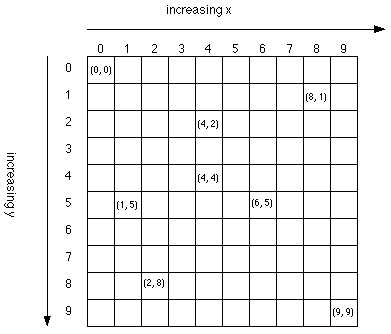 increasing x
0 1 2 3 4 5 6 7 8 9
increasing y
0 (0, 0)
1 (8, 1)
2 (4, 2)
3
4 (4, 4)
5 (1, 5) (6, 5)
6
7
8 (2, 8)
9 (9, 9)